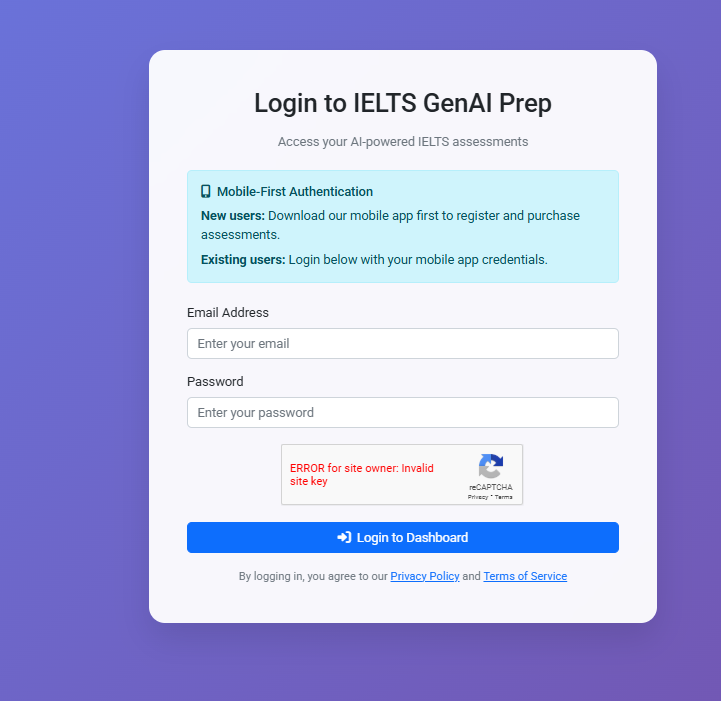 Login to IELTS GenAI Prep
Access your AI-powered IELTS assessments
Mobile-First Authentication
New users: Download our mobile app first to register and purchase
assessments.
Existing users: Login below with your mobile app credentials.
Email Address
Enter your email
Password
Enter your password
ERROR for site owner: Invalid
site key
reCAPTCHA
Privacy - Terms
Login to Dashboard
By logging in, you agree to our Privacy Policy and Terms of Service